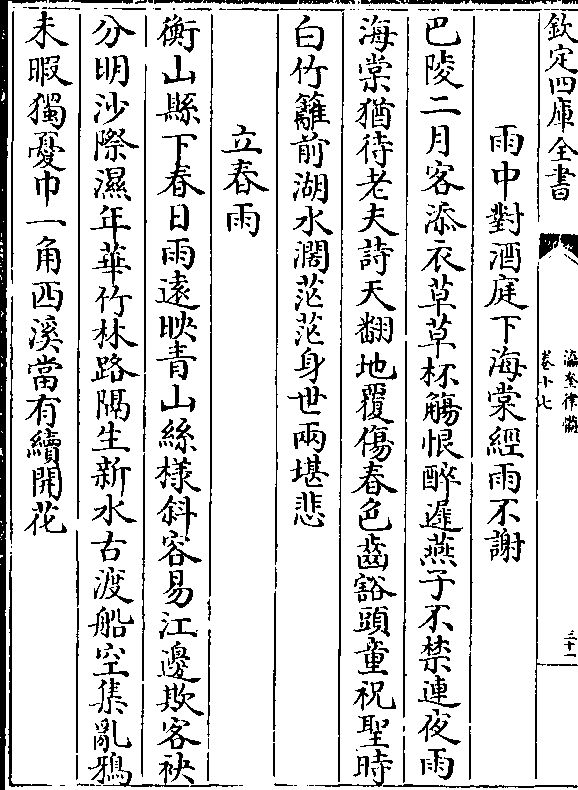 欽定四庫全書
瀛奎律髓
卷十七
三十一
雨中對酒庭下海棠經雨不謝
巴陵二月客添衣草草杯觴恨醉遲燕子不禁連夜雨
海棠猶待老夫詩天翻地覆傷春色齒豁頭童祝聖時
白竹籬前湖水濶茫茫身世兩堪悲
立春雨
衡山縣下春日雨遠映青山絲樣斜容易江邊欺客袂
分明沙際濕年華竹林路隔生新水古渡船空集亂鴉
未暇獨憂巾一角西溪當有續開花